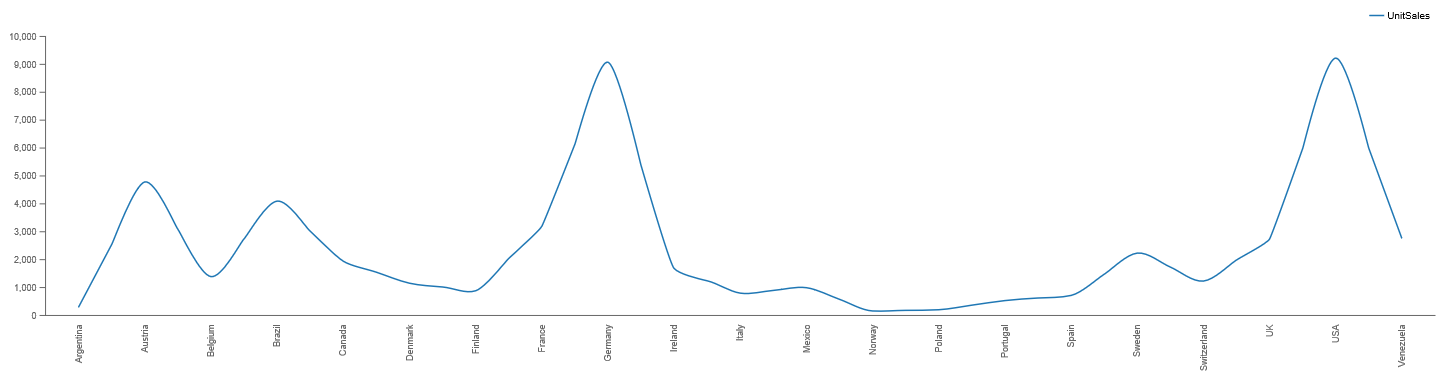 UnitSales
10,000
9,000
8,000
7,000
6,000
5,000
4,000
3,000
2,000
1,000
0
Argentina
Austria
Belgium
Brazil
Canada
Denmark
Finland
France
Germany
Ireland
Italy
Mexico
Norway
Poland
Portugal
Spain
Sweden
Switzerland
UK
USA
Venezuela